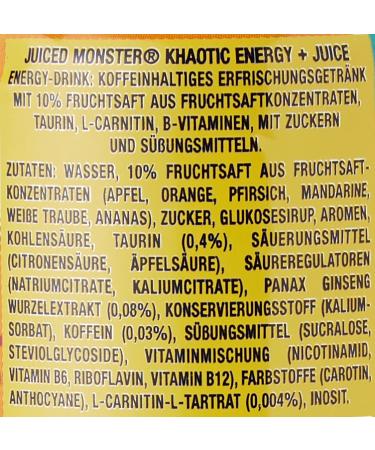 JUICED MONSTER® KHAOTIC ENERGY + JUICE
ENERGY-DRINK: KOFFEINHALTIGES ERFRISCHUNGSGETRÄNK
MIT 10% FRUCHTSAFT AUS FRUCHTSAFTKONZENTRATEN,
TAURIN, L-CARNITIN, B-VITAMINEN, MIT ZUCKERN
UND SÜßUNGSMITTELN.
ZUTATEN: WASSER, 10% FRUCHTSAFT AUS FRUCHTSAFT-
KONZENTRATEN (APFEL, ORANGE, PFIRSICH, MANDARINE,
WEIßE TRAUBE, ANANAS), ZUCKER, GLUKOSESIRUP, AROMEN,
KOHLENSÄURE, TAURIN (0,4%), SÄUERUNGSMITTEL
(CITRONENSÄURE, ÄPFELSÄURE), SÄUREREGULATOREN
(NATRIUMCITRATE, KALIUMCITRATE), PANAX GINSENG
WURZELEXTRAKT (0,08%), KONSERVIERUNGSSTOFF (KALIUM-
SORBAT), KOFFEIN (0,03%), SÜßUNGSMITTEL (SUCRALOSE,
STEVIOLGLYCOSIDE), VITAMINMISCHUNG (NICOTINAMID,
VITAMIN B6, RIBOFLAVIN, VITAMIN B12), FARBSTOFFE (CAROTIN,
ANTHOCYANE), L-CARNITIN-L-TARTRAT (0,004%), INOSIT.